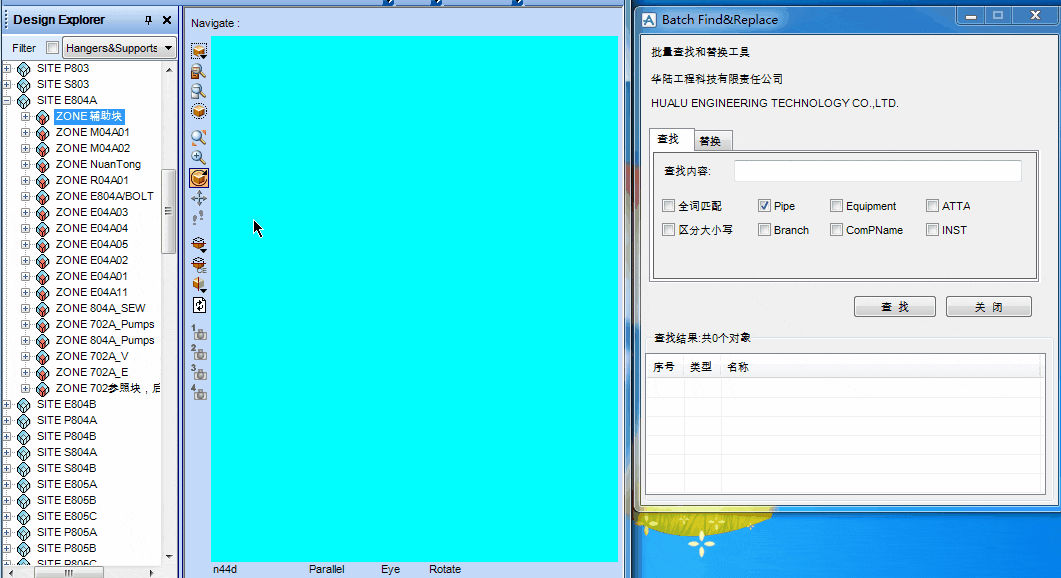 Design Explorer
Filter Hangers&Supports
SITE P803
SITE S803
SITE E804A
ZONE 辅助块
ZONE M04A01
ZONE M04A02
ZONE NuanTong
ZONE R04A01
ZONE E804A/BOLT
ZONE E04A03
ZONE E04A04
ZONE E04A05
ZONE E04A02
ZONE E04A01
ZONE E04A11
ZONE 804A_SEW
ZONE 702A_Pumps
ZONE 804A_Pumps
ZONE 702A_V
ZONE 702A_E
ZONE 702参照块，后
SITE E804B
SITE P804A
SITE P804B
SITE S804A
SITE S804B
SITE E805A
SITE E805B
SITE E805C
SITE P805A
SITE P805B
SITE P805C
Navigate :
1
2
3
4
n44d Parallel Eye Rotate
Batch Find&Replace
批量查找和替换工具
华陆工程科技有限责任公司
HUALU ENGINEERING TECHNOLOGY CO.,LTD.
查找 替换
查找内容:
全词匹配 Pipe Equipment ATTA
区分大小写 Branch ComPName INST
查 找 关 闭
查找结果:共0个对象
序号 类型 名称